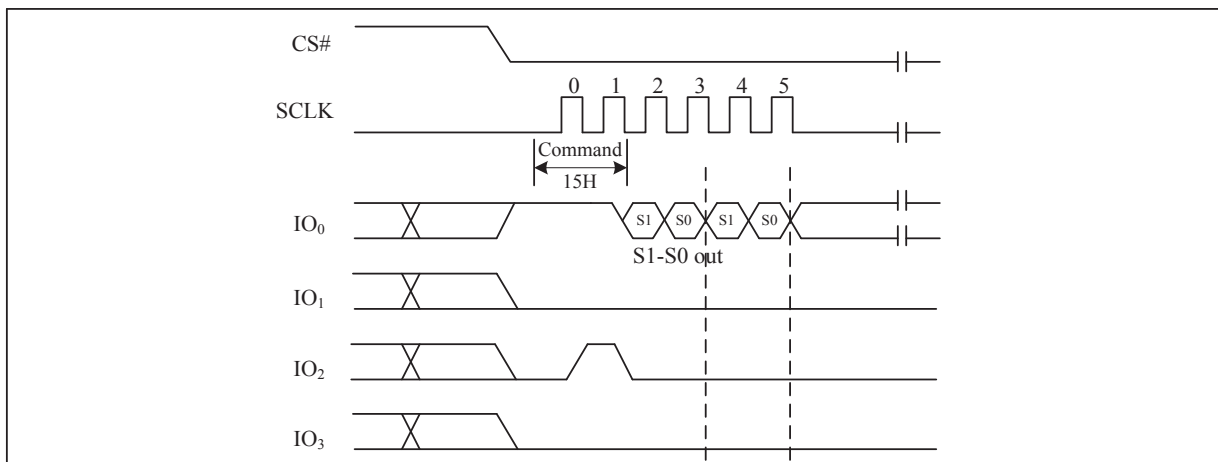 CS#
SCLK
0 1 2 3 4 5
Command
15H
IO₀
S1 S0 S1 S0
S1-S0 out
IO₁
IO₂
IO₃